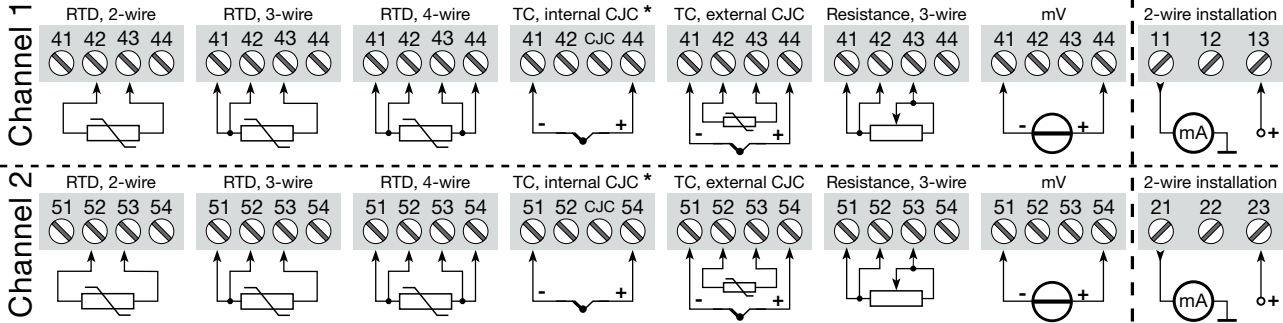 Channel 1
RTD, 2-wire RTD, 3-wire RTD, 4-wire TC, internal CJC * TC, external CJC Resistance, 3-wire mV 2-wire installation
41 42 43 44 41 42 43 44 41 42 43 44 41 42 CJC 44 41 42 43 44 41 42 43 44 41 42 43 44 11 12 13
- + - + - + mA +
Channel 2
RTD, 2-wire RTD, 3-wire RTD, 4-wire TC, internal CJC * TC, external CJC Resistance, 3-wire mV 2-wire installation
51 52 53 54 51 52 53 54 51 52 53 54 51 52 CJC 54 51 52 53 54 51 52 53 54 51 52 53 54 21 22 23
- + - + - + mA +